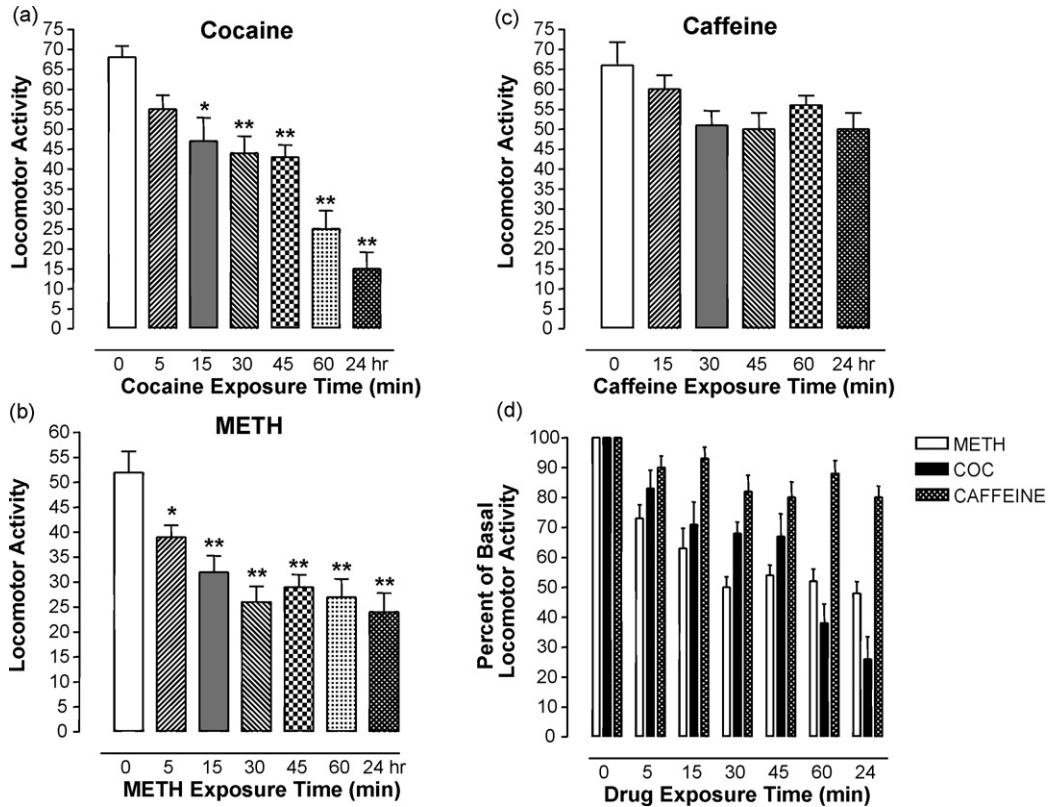 (a)
Cocaine
Locomotor Activity
75
70
65
60
55
50
45
40
35
30
25
20
15
10
5
0
*
**
**
**
**
0 5 15 30 45 60 24 hr
Cocaine Exposure Time (min)
(c)
Caffeine
Locomotor Activity
75
70
65
60
55
50
45
40
35
30
25
20
15
10
5
0
0 15 30 45 60 24 hr
Caffeine Exposure Time (min)
(b)
METH
Locomotor Activity
60
55
50
45
40
35
30
25
20
15
10
5
0
*
**
**
**
**
**
0 5 15 30 45 60 24 hr
METH Exposure Time (min)
(d)
Percent of Basal
Locomotor Activity
100
90
80
70
60
50
40
30
20
10
0
0 5 15 30 45 60 24
Drug Exposure Time (min)
METH
COC
CAFFEINE